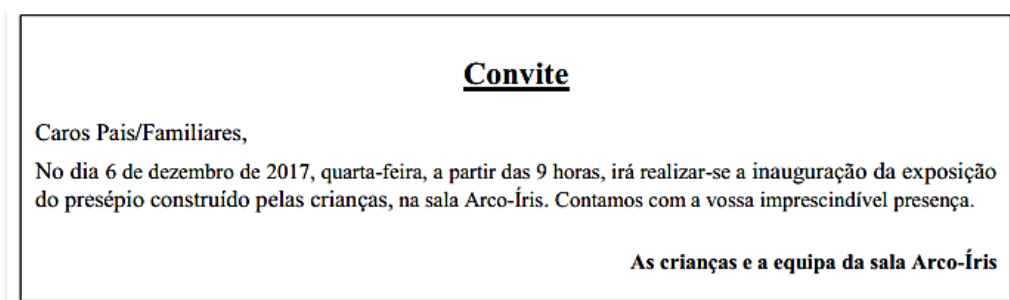 Convite
Caros Pais/Familiares,
No dia 6 de dezembro de 2017, quarta-feira, a partir das 9 horas, irá realizar-se a inauguração da exposição
do presépio construído pelas crianças, na sala Arco-Íris. Contamos com a vossa imprescindível presença.
As crianças e a equipa da sala Arco-Íris